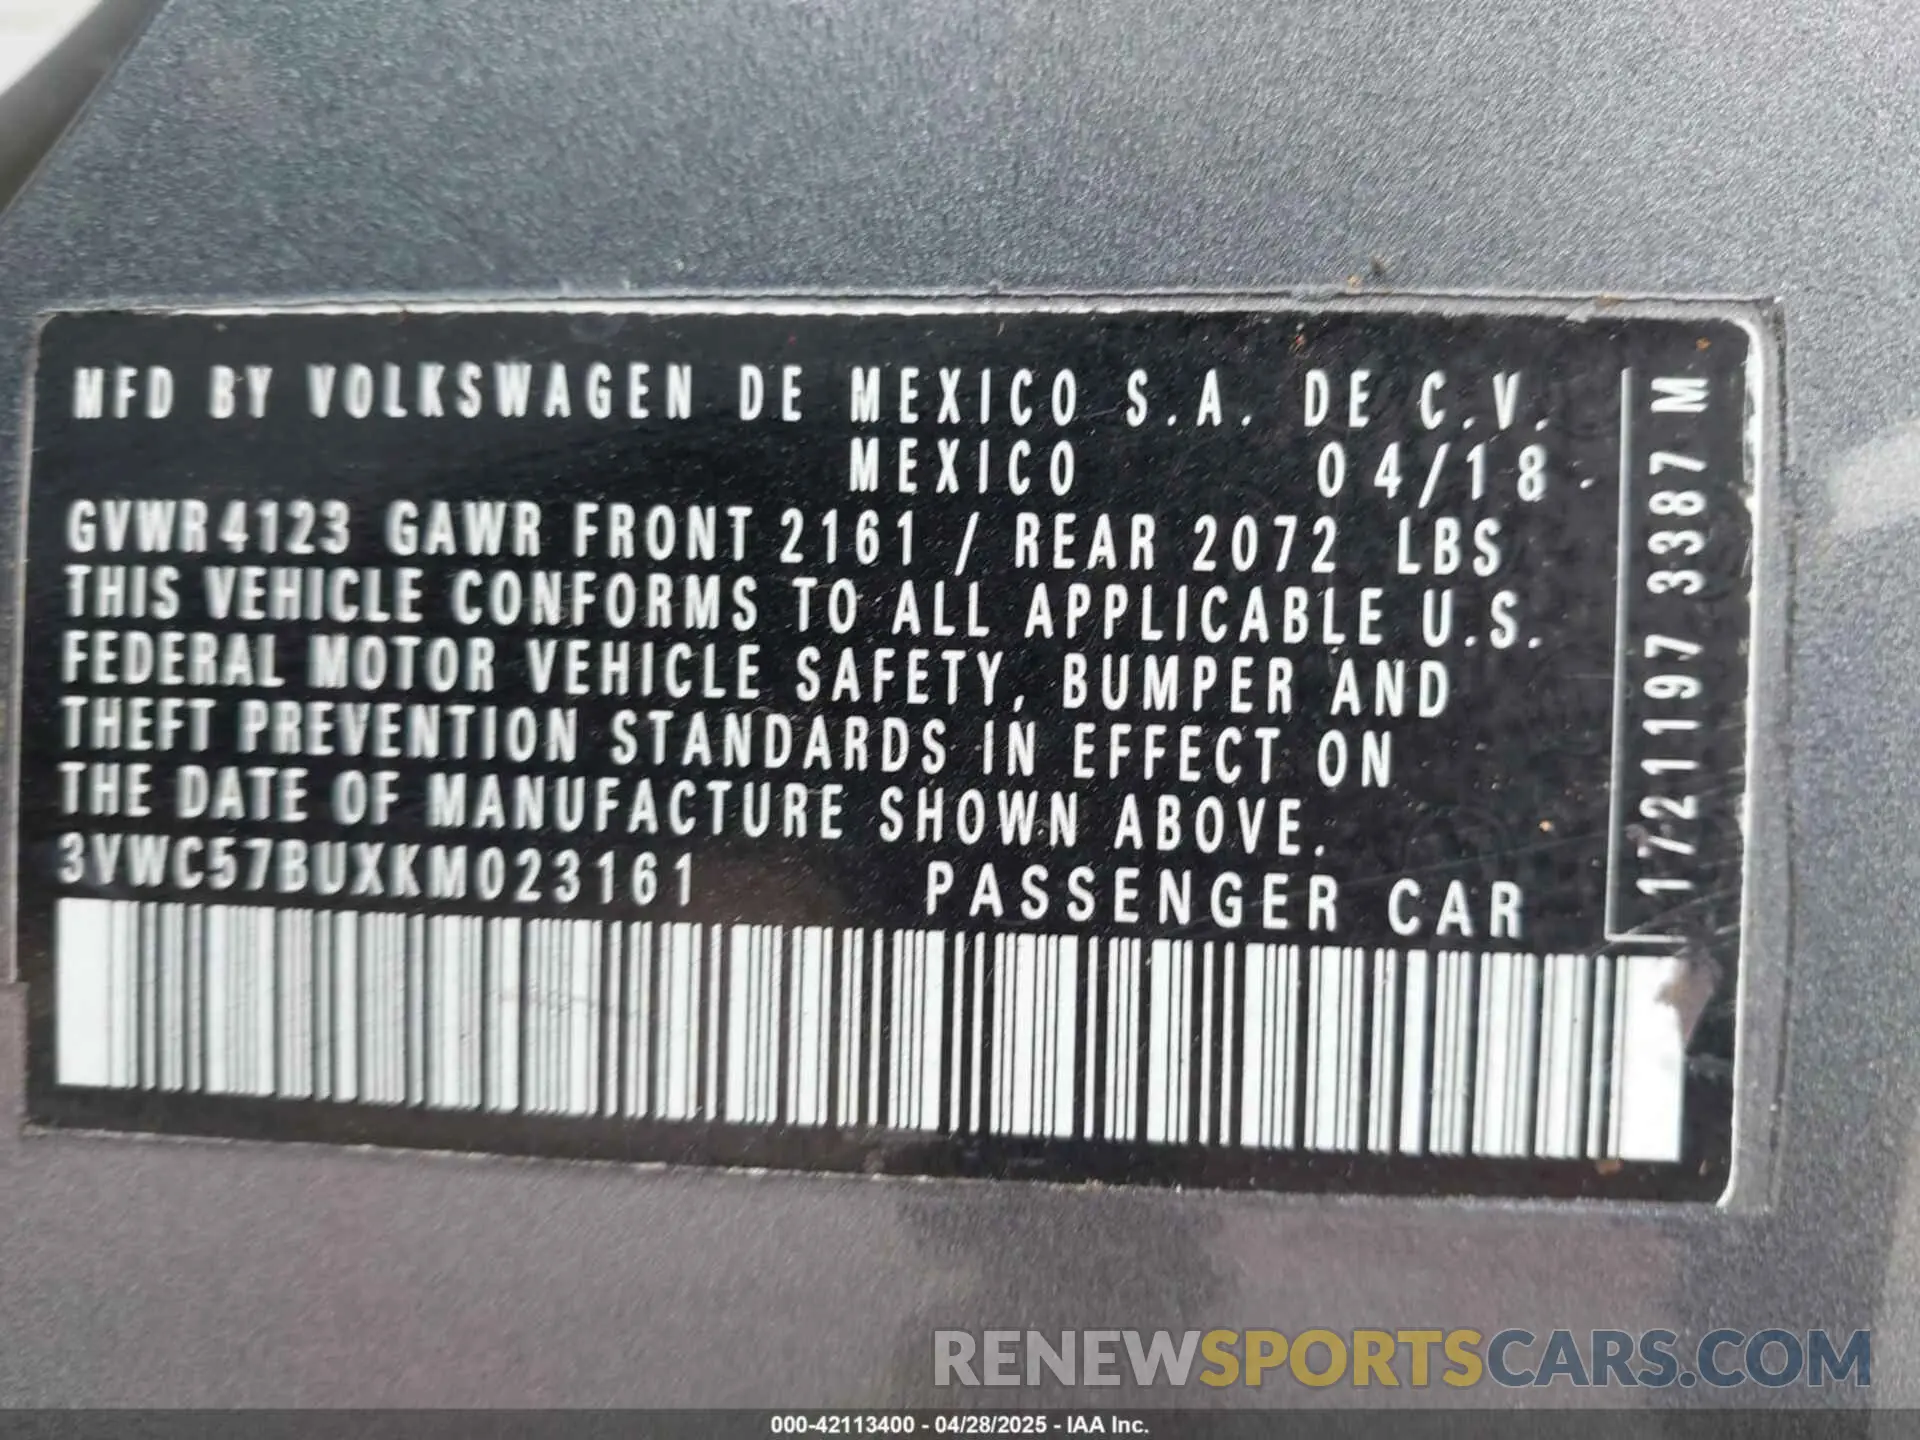 MFD BY VOLKSWAGEN DE MEXICO S.A. DE C.V.
MEXICO 04/18
GVWR 4123 GAWR FRONT 2161 / REAR 2072 LBS
THIS VEHICLE CONFORMS TO ALL APPLICABLE U.S.
FEDERAL MOTOR VEHICLE SAFETY, BUMPER AND
THEFT PREVENTION STANDARDS IN EFFECT ON
THE DATE OF MANUFACTURE SHOWN ABOVE.
3VWC57BUXKM023161 PASSENGER CAR
1721197 3387 M
RENEWSPORTSCARS.COM
000-42113400 - 04/28/2025 - IAA Inc.